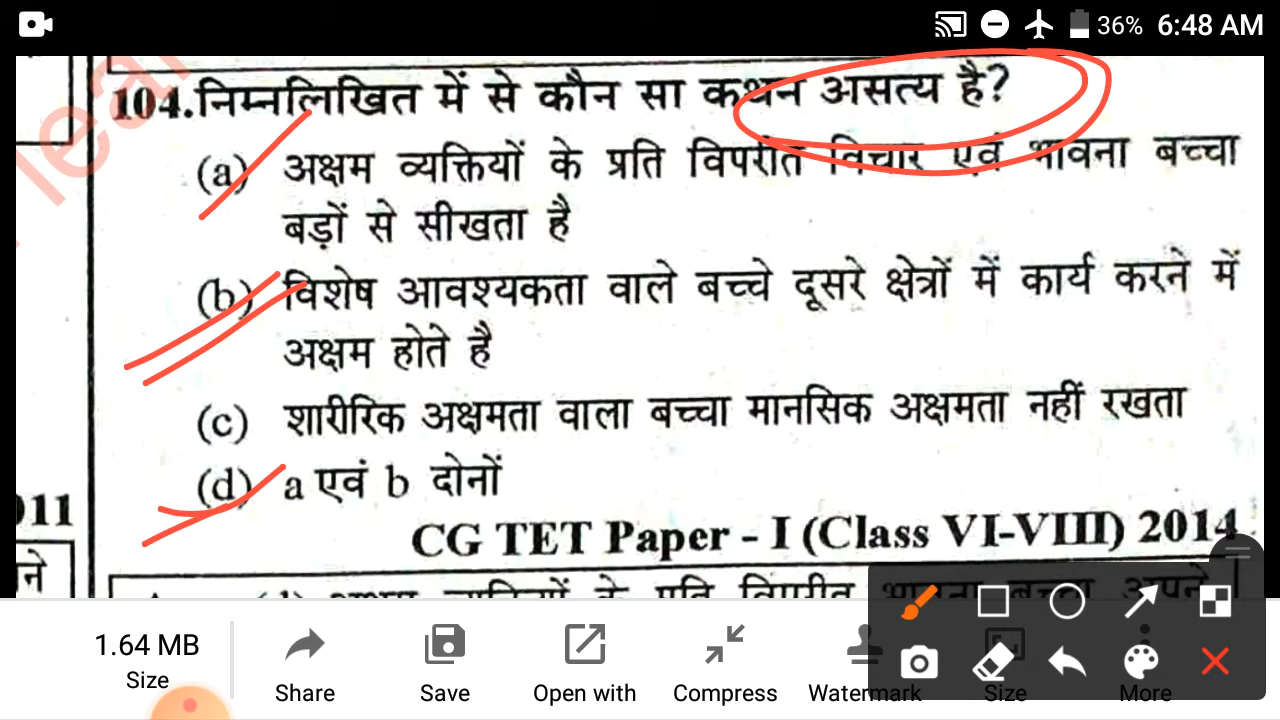 36% 6:48 AM
lear
104.निम्नलिखित में से कौन सा कथन असत्य है?
(a) अक्षम व्यक्तियों के प्रति विपरीत विचार एवं भावना बच्चा
बड़ों से सीखता है
(b) विशेष आवश्यकता वाले बच्चे दूसरे क्षेत्रों में कार्य करने में
अक्षम होते है
(c) शारीरिक अक्षमता वाला बच्चा मानसिक अक्षमता नहीं रखता
(d) a एवं b दोनों
011
CG TET Paper - I (Class VI-VIII) 2014
ने
1.64 MB
Size
Share
Save
Open with
Compress
Watermark
Size
More